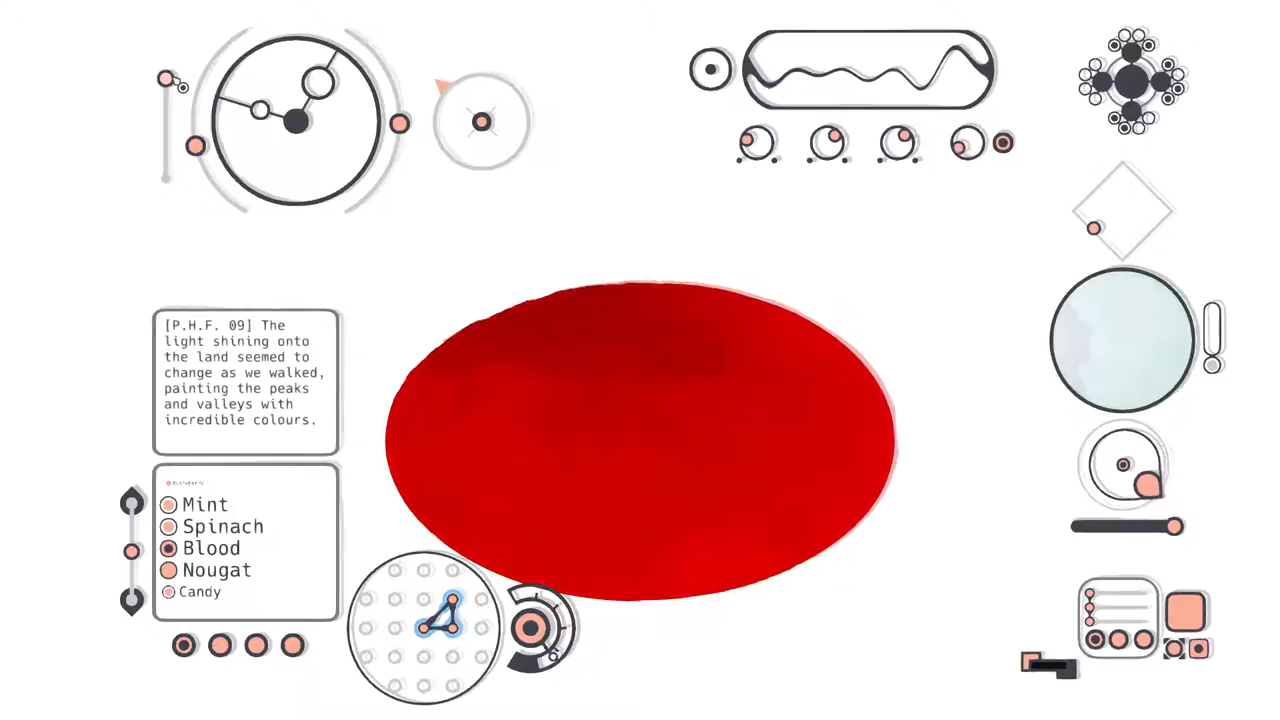 [P.H.F. 09] The
light shining onto
the land seemed to
change as we walked,
painting the peaks
and valleys with
incredible colours.
Mint
Spinach
Blood
Nougat
Candy